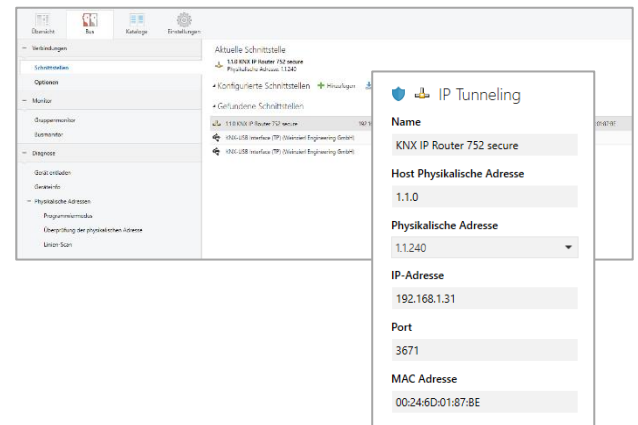 Übersicht Bus Kataloge Einstellungen
Verbindungen
Schnittstellen
Optionen
Monitor
Gruppenmonitor
Busmonitor
Diagnose
Gerät entladen
Geräteinfo
Physikalische Adressen
Programmiermodus
Überprüfung der physikalischen Adresse
Linien-Scan
Aktuelle Schnittstelle
1.1.0 KNX IP Router 752 secure
Physikalische Adresse: 1.1.240
Konfigurierte Schnittstellen + Hinzufügen
Gefundene Schnittstellen
1.1.0 KNX IP Router 752 secure
KNX-USB Interface (TP) (Weinzierl Engineering GmbH)
KNX-USB Interface (TP) (Weinzierl Engineering GmbH)
IP Tunneling
Name
KNX IP Router 752 secure
Host Physikalische Adresse
1.1.0
Physikalische Adresse
1.1.240
IP-Adresse
192.168.1.31
Port
3671
MAC Adresse
00:24:6D:01:87:BE